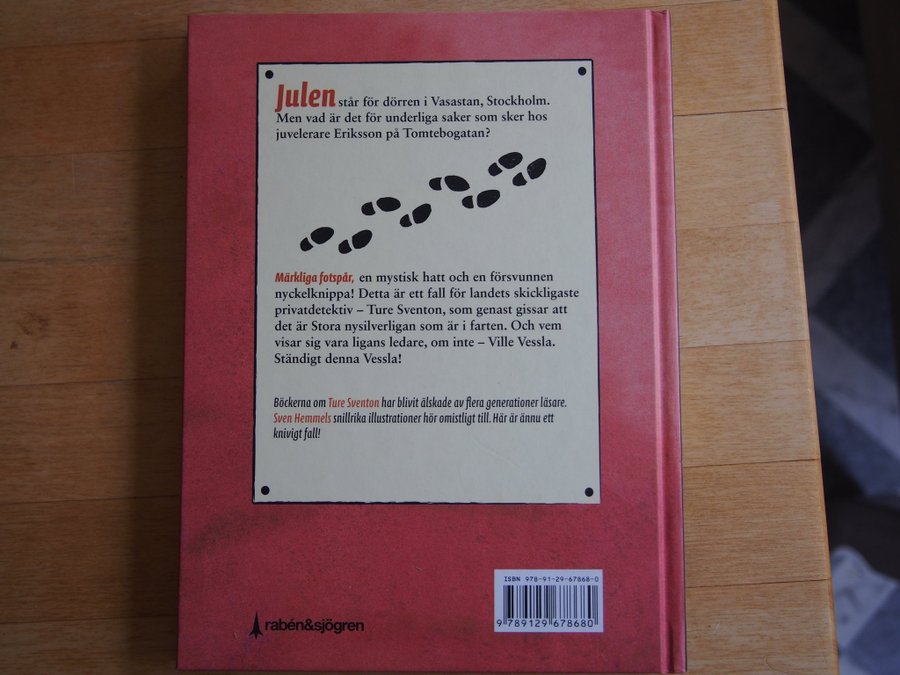 Julen står för dörren i Vasastan, Stockholm.
Men vad är det för underliga saker som sker hos
juvelerare Eriksson på Tomtebogatan?
Märkliga fotspår, en mystisk hatt och en försvunnen
nyckelknippa! Detta är ett fall för landets skickligaste
privatdetektiv – Ture Sventon, som genast gissar att
det är Stora nysilverligan som är i farten. Och vem
visar sig vara ligans ledare, om inte – Ville Vessla.
Ständigt denna Vessla!
Böckerna om Ture Sventon har blivit älskade av flera generationer läsare.
Sven Hemmels snillrika illustrationer hör omistligt till. Här är ännu ett
knivigt fall!
ISBN 978-91-29-67868-0
9 789129 678680
rabén&sjögren